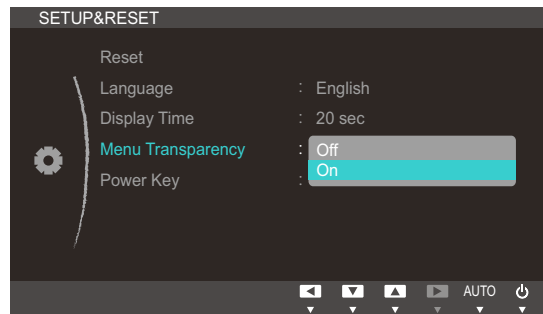 SETUP&RESET
Reset
Language : English
Display Time : 20 sec
Menu Transparency : Off
On
Power Key :
AUTO